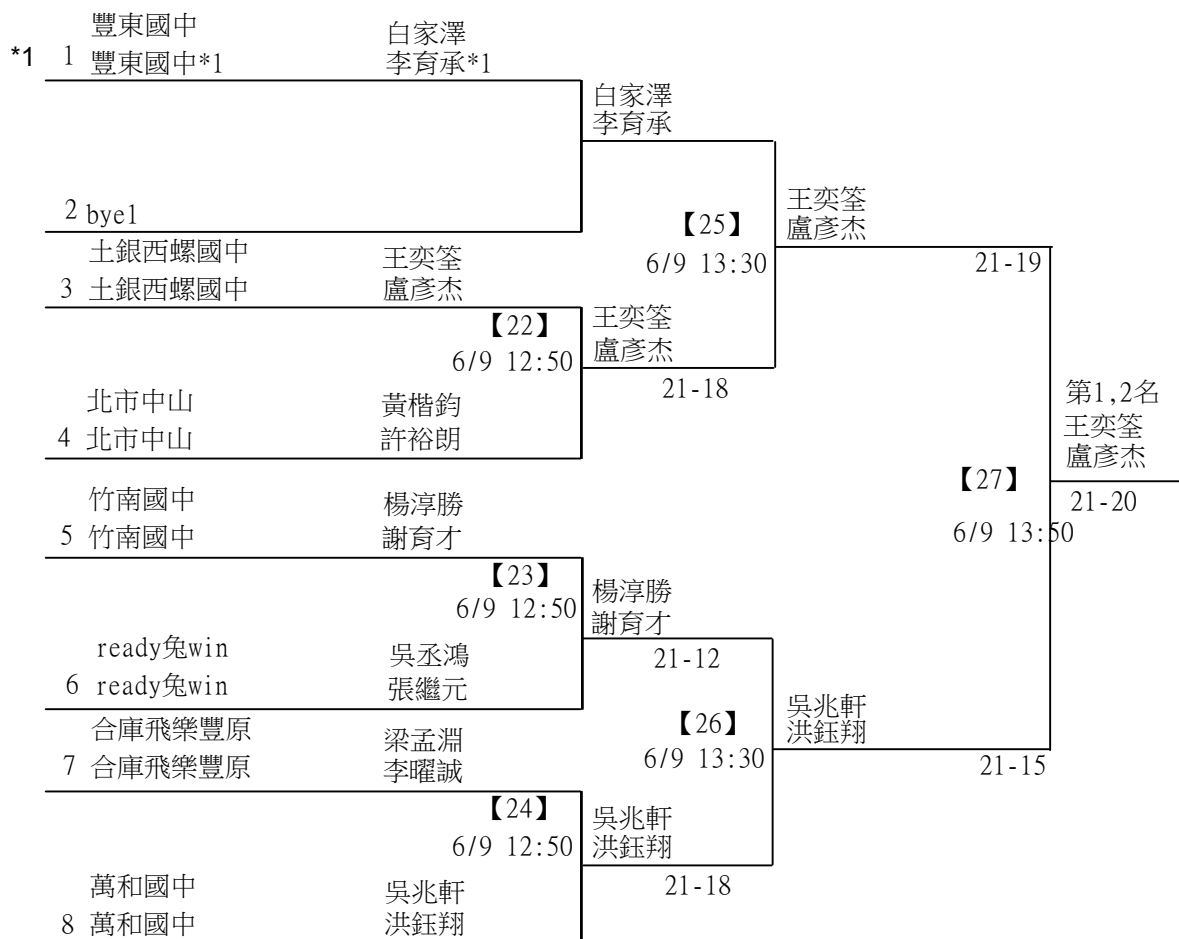 豐東國中 白家澤
*1 1 豐東國中*1 李育承*1
白家澤
李育承
2 bye1
【25】
6/9 13:30
王奕筌
盧彥杰
21-19
土銀西螺國中 王奕筌
3 土銀西螺國中 盧彥杰
【22】
6/9 12:50
王奕筌
盧彥杰
21-18
北市中山 黃楷鈞
4 北市中山 許裕朗
第1,2名
王奕筌
盧彥杰
【27】
6/9 13:50
21-20
竹南國中 楊淳勝
5 竹南國中 謝育才
【23】
6/9 12:50
楊淳勝
謝育才
21-12
ready兔win 吳丞鴻
6 ready兔win 張繼元
【26】
6/9 13:30
吳兆軒
洪鈺翔
21-15
合庫飛樂豐原 梁孟淵
7 合庫飛樂豐原 李曜誠
【24】
6/9 12:50
吳兆軒
洪鈺翔
21-18
萬和國中 吳兆軒
8 萬和國中 洪鈺翔